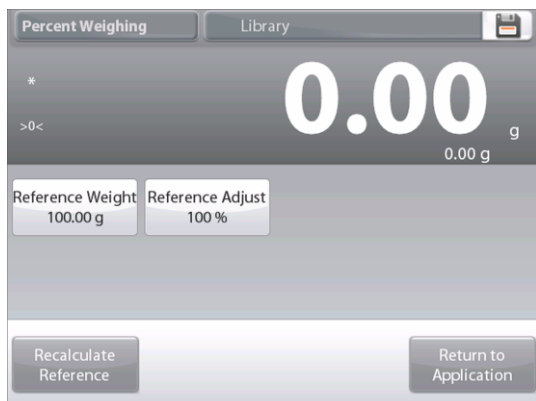 Percent Weighing
Library
*
0.00
>0<
g
0.00 g
Reference Weight
100.00 g
Reference Adjust
100 %
Recalculate
Reference
Return to
Application